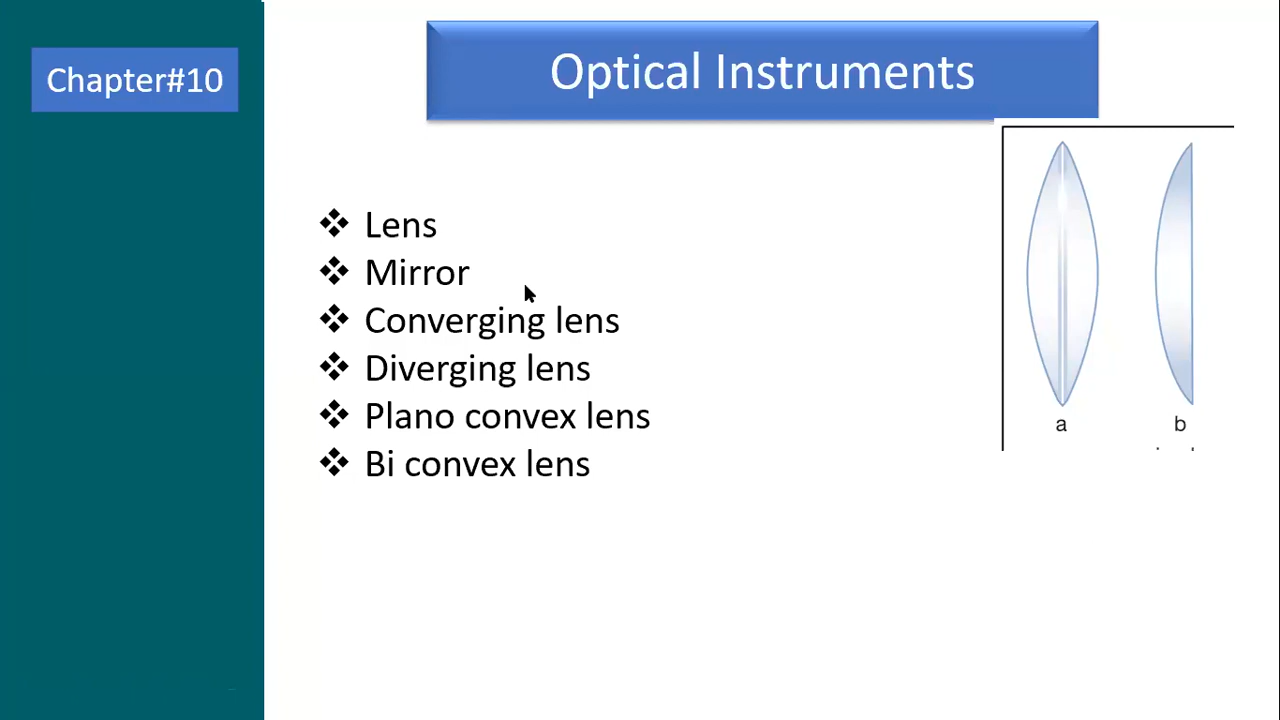 Chapter#10
Optical Instruments
Lens
Mirror
Converging lens
Diverging lens
Plano convex lens
Bi convex lens
a
b